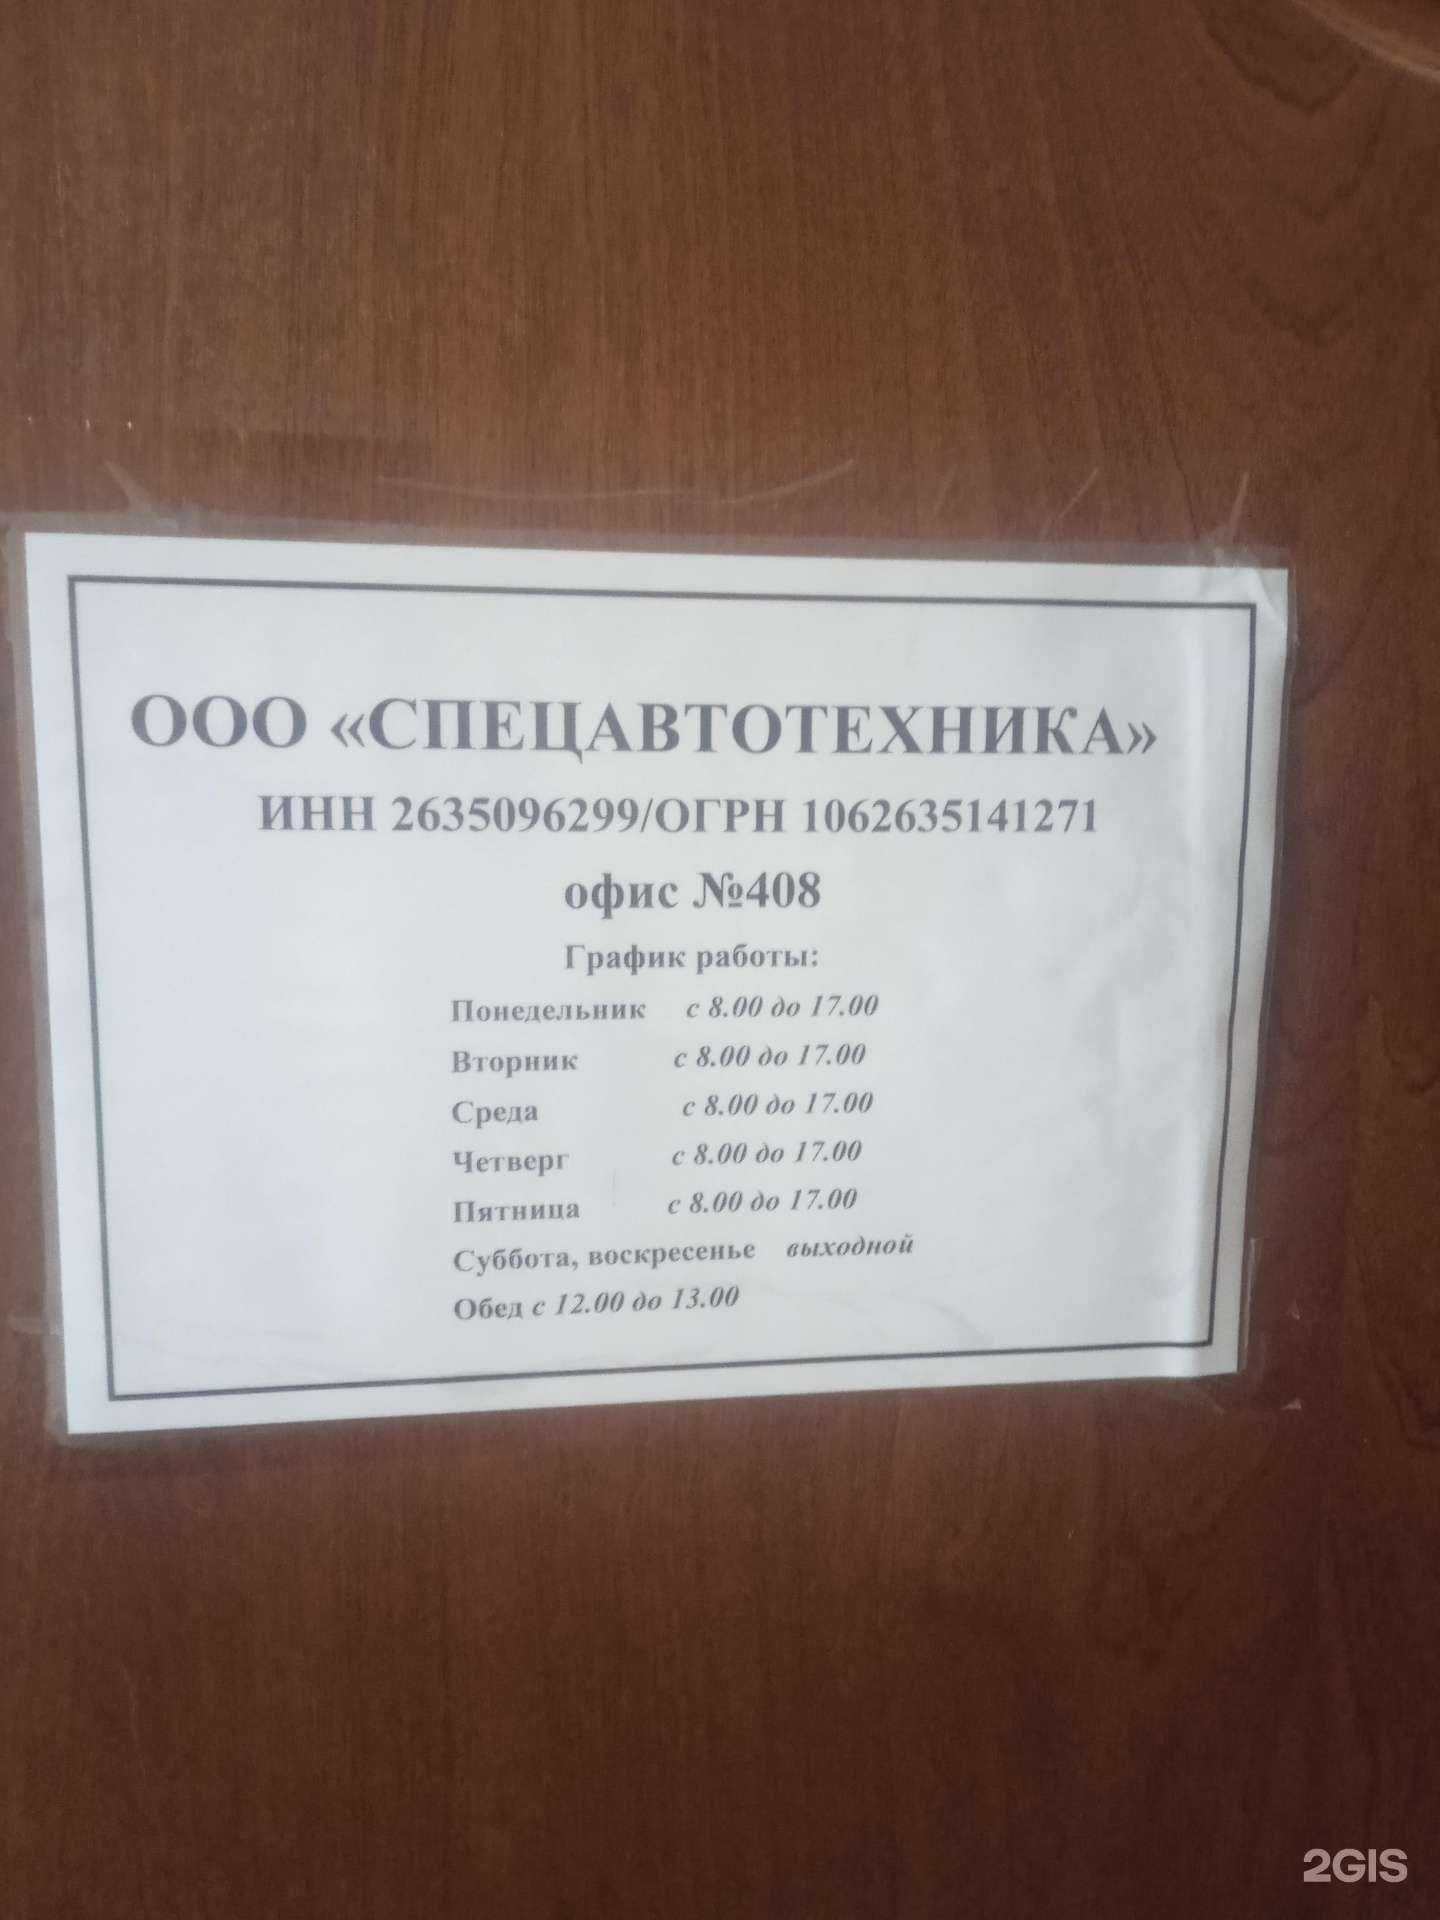 ООО «СПЕЦАВТОТЕХНИКА»
ИНН 2635096299/ОГРН 1062635141271
офис №408
График работы:
Понедельник с 8.00 до 17.00
Вторник с 8.00 до 17.00
Среда с 8.00 до 17.00
Четверг с 8.00 до 17.00
Пятница с 8.00 до 17.00
Суббота, воскресенье выходной
Обед с 12.00 до 13.00
2GIS